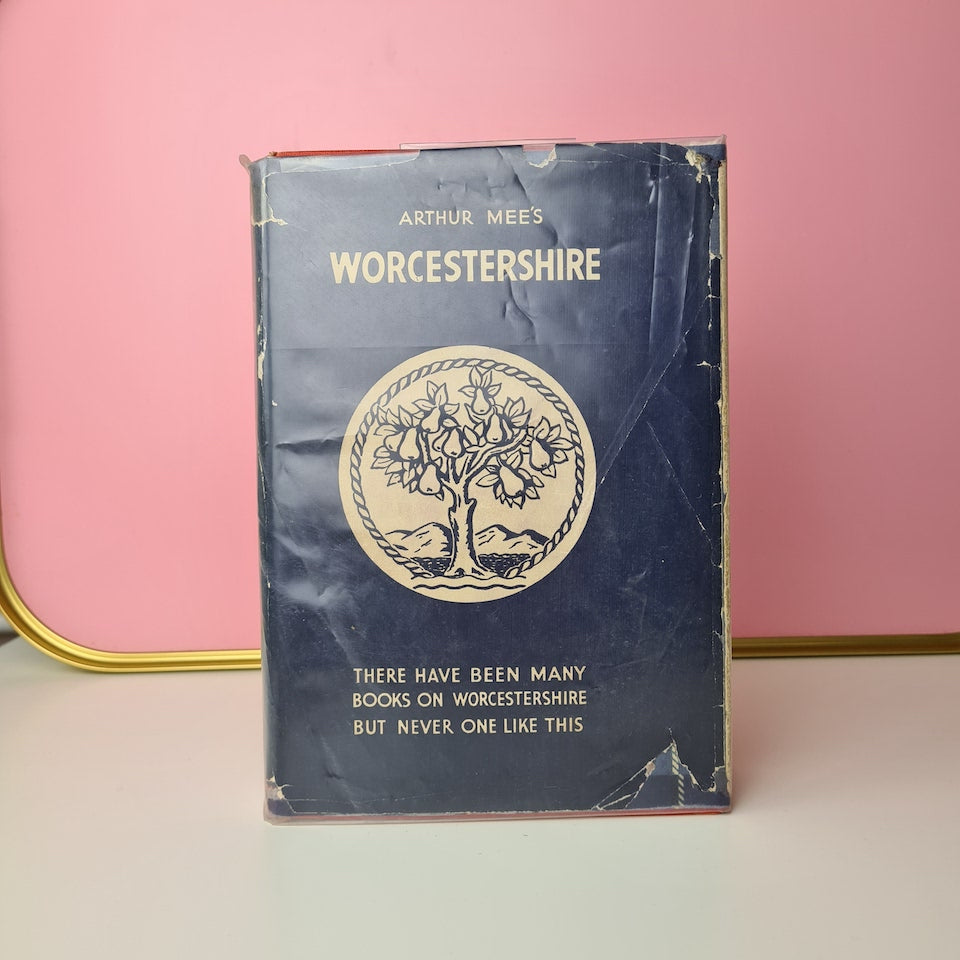 ARTHUR MEE'S
WORCESTERSHIRE
THERE HAVE BEEN MANY
BOOKS ON WORCESTERSHIRE
BUT NEVER ONE LIKE THIS